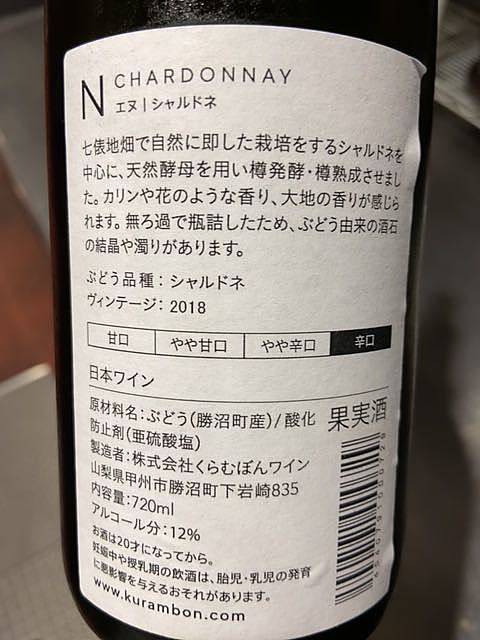 N CHARDONNAY
エヌ|シャルドネ
七俵地畑で自然に即した栽培をするシャルドネを
中心に、天然酵母を用い樽発酵・樽熟成させまし
た。カリンや花のような香り、大地の香りが感じら
れます。無ろ過で瓶詰したため、ぶどう由来の酒石
の結晶や濁りがあります。
ぶどう品種：シャルドネ
ヴィンテージ：2018
甘口 やや甘口 やや辛口 辛口
日本ワイン
原材料名：ぶどう(勝沼町産)/酸化
防止剤(亜硫酸塩)
果実酒
製造者：株式会社くらむぼんワイン
山梨県甲州市勝沼町下岩崎835
内容量：720ml
アルコール分：12%
お酒は20才になってから。
妊娠中や授乳期の飲酒は、胎児・乳児の発育
に悪影響を与えるおそれがあります。
www.kurambon.com